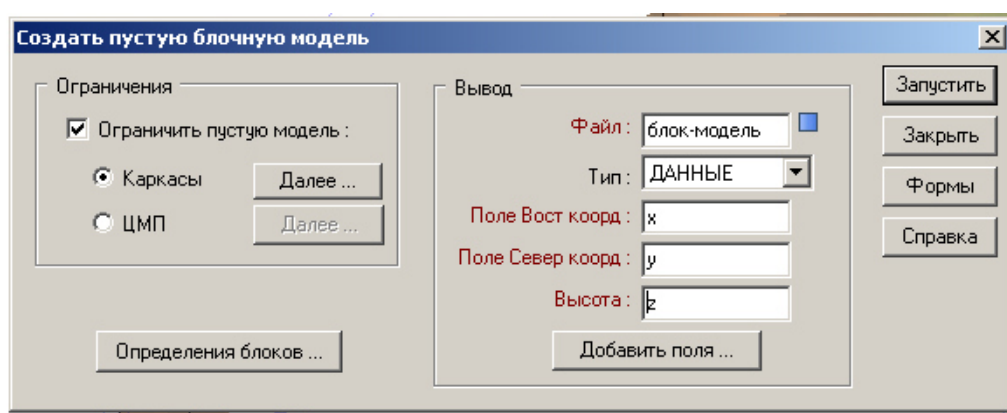 Создать пустую блочную модель
Ограничения
Ограничить пустую модель :
Каркасы
Далее ...
ЦМП
Далее ...
Определения блоков ...
Вывод
Файл : блок-модель
Тип : ДАННЫЕ
Поле Вост коорд : x
Поле Север коорд : y
Высота : z
Добавить поля ...
Запустить
Закрыть
Формы
Справка